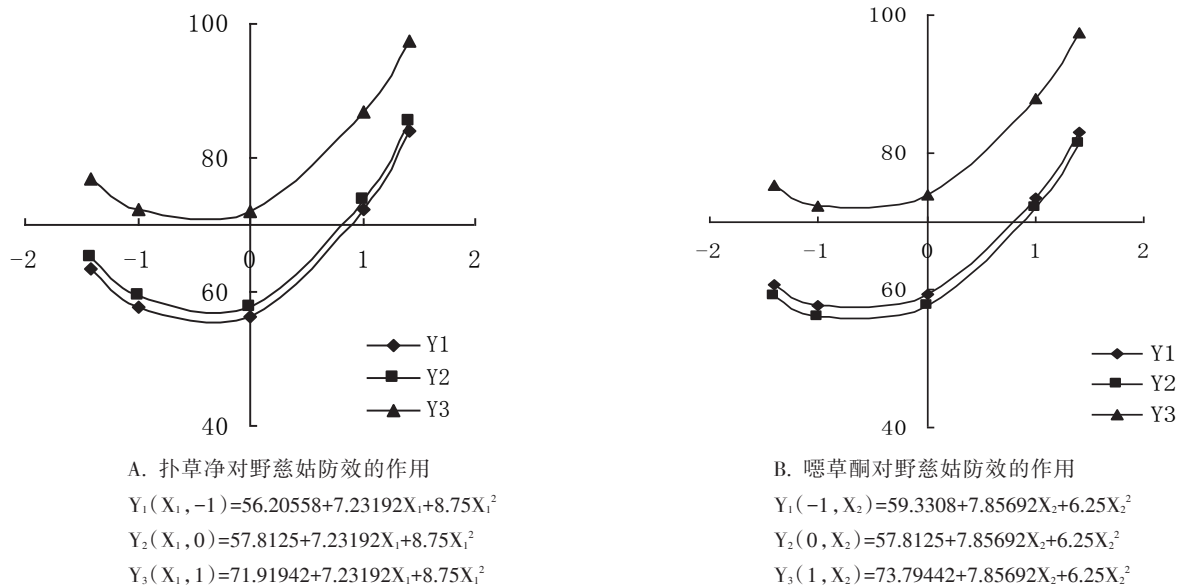 100
80
60
40
-2
-1
0
1
2
Y1
Y2
Y3
A. 扑草净对野慈姑防效的作用
Y₁(X₁,-1)=56.20558+7.23192X₁+8.75X₁²
Y₂(X₁,0)=57.8125+7.23192X₁+8.75X₁²
Y₃(X₁,1)=71.91942+7.23192X₁+8.75X₁²
100
80
60
40
-2
-1
0
1
2
Y1
Y2
Y3
B. 噁草酮对野慈姑防效的作用
Y₁(-1,X₂)=59.3308+7.85692X₂+6.25X₂²
Y₂(0,X₂)=57.8125+7.85692X₂+6.25X₂²
Y₃(1,X₂)=73.79442+7.85692X₂+6.25X₂²